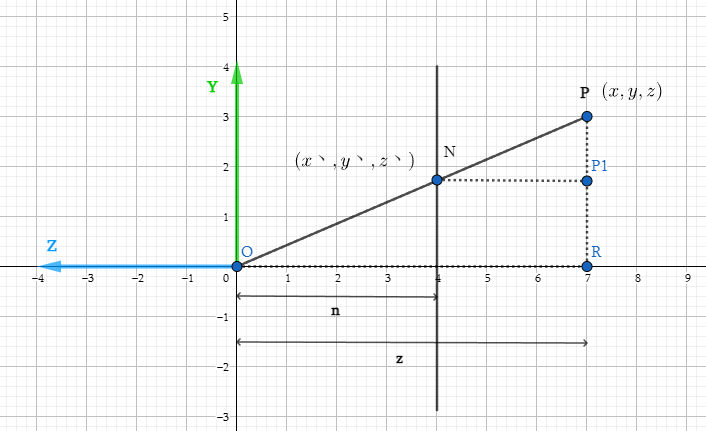 5
4
Y
P (x, y, z)
3
N
(x`, y`, z`)
2
P1
1
Z
O
R
−4 −3 −2 −1 0 1 2 3 4 5 6 7 8 9
n
−1
z
−2
−3